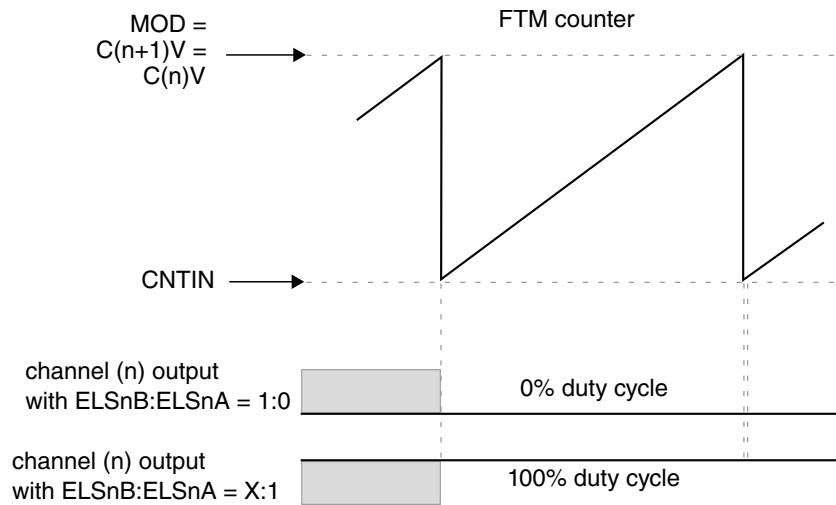 MOD =
C(n+1)V =
C(n)V
FTM counter
CNTIN
channel (n) output
with ELSnB:ELSnA = 1:0
0% duty cycle
channel (n) output
with ELSnB:ELSnA = X:1
100% duty cycle